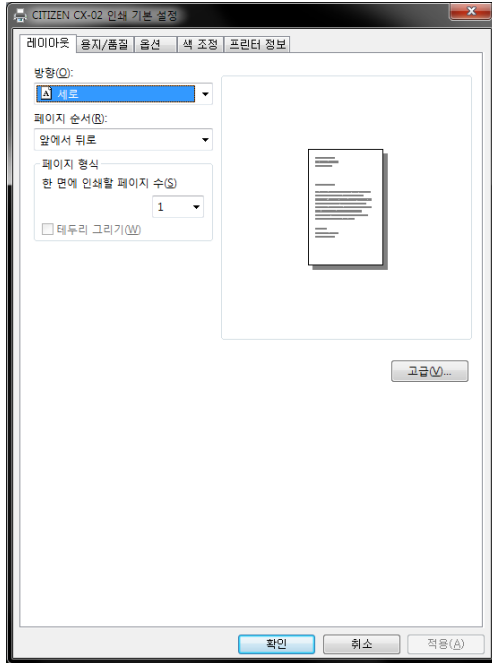 CITIZEN CX-02 인쇄 기본 설정
레이아웃 용지/품질 옵션 색 조정 프린터 정보
방향(O):
세로
페이지 순서(R):
앞에서 뒤로
페이지 형식
한 면에 인쇄할 페이지 수(S)
1
테두리 그리기(W)
고급(V)...
확인 취소 적용(A)